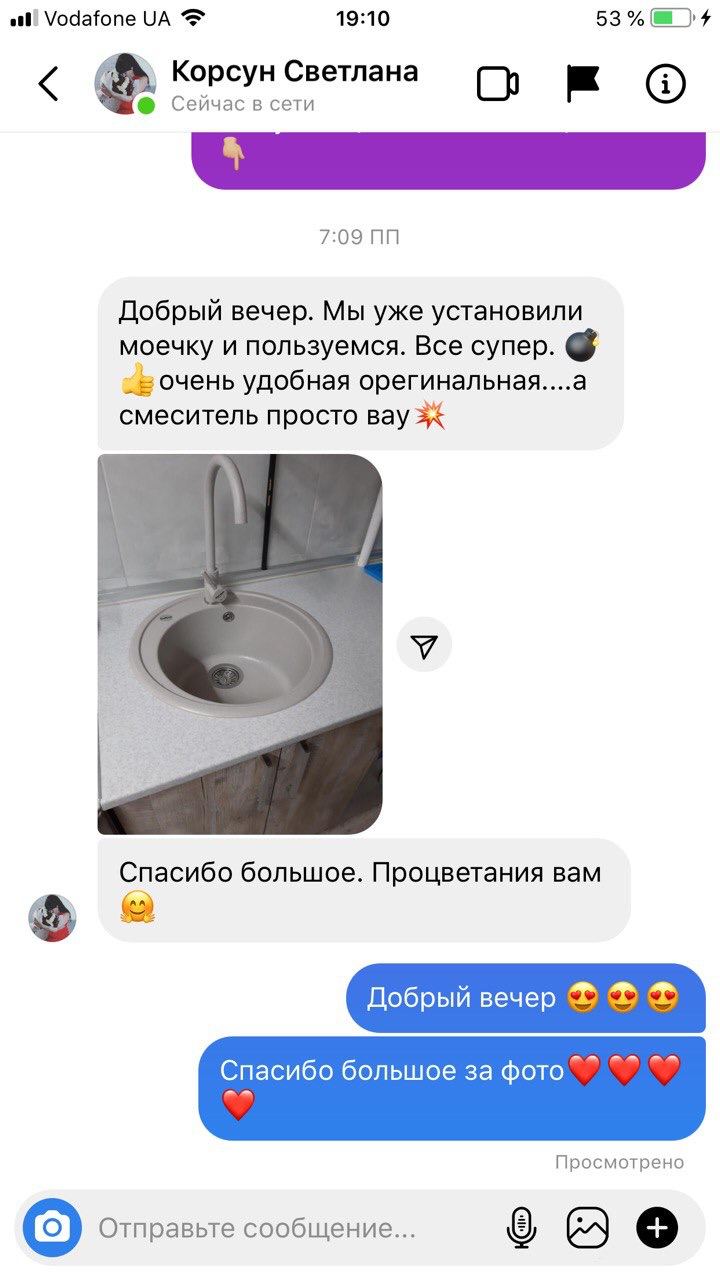 Vodafone UA 19:10 53 %
Корсун Светлана
Сейчас в сети
👇🏼
7:09 ПП
Добрый вечер. Мы уже установили
моечку и пользуемся. Все супер. 💣
👍очень удобная орегинальная....а
смеситель просто вау💥
Спасибо большое. Процветания вам
🤗
Добрый вечер 😍😍😍
Спасибо большое за фото❤️❤️❤️
❤️
Просмотрено
Отправьте сообщение...